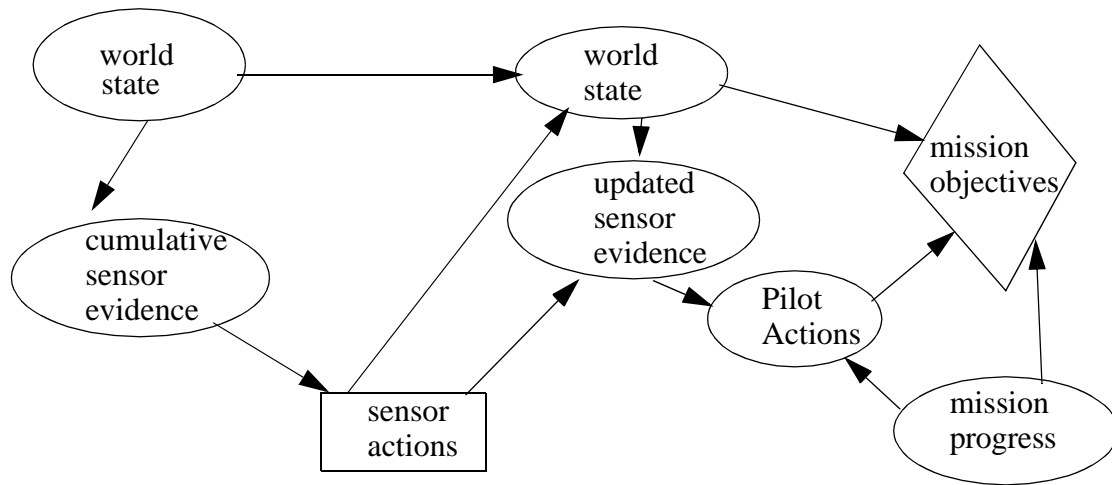 world
state
world
state
mission
objectives
updated
sensor
evidence
cumulative
sensor
evidence
Pilot
Actions
sensor
actions
mission
progress